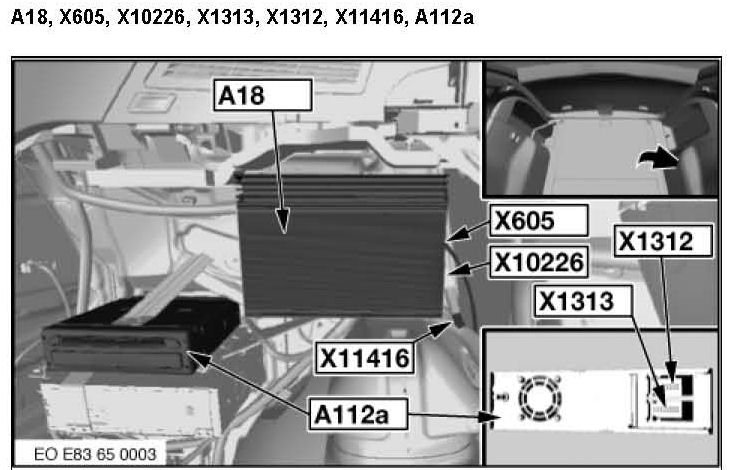 A18, X605, X10226, X1313, X1312, X11416, A112a
A18
X605
X1312
X10226
X1313
X11416
A112a
EO E83 65 0003